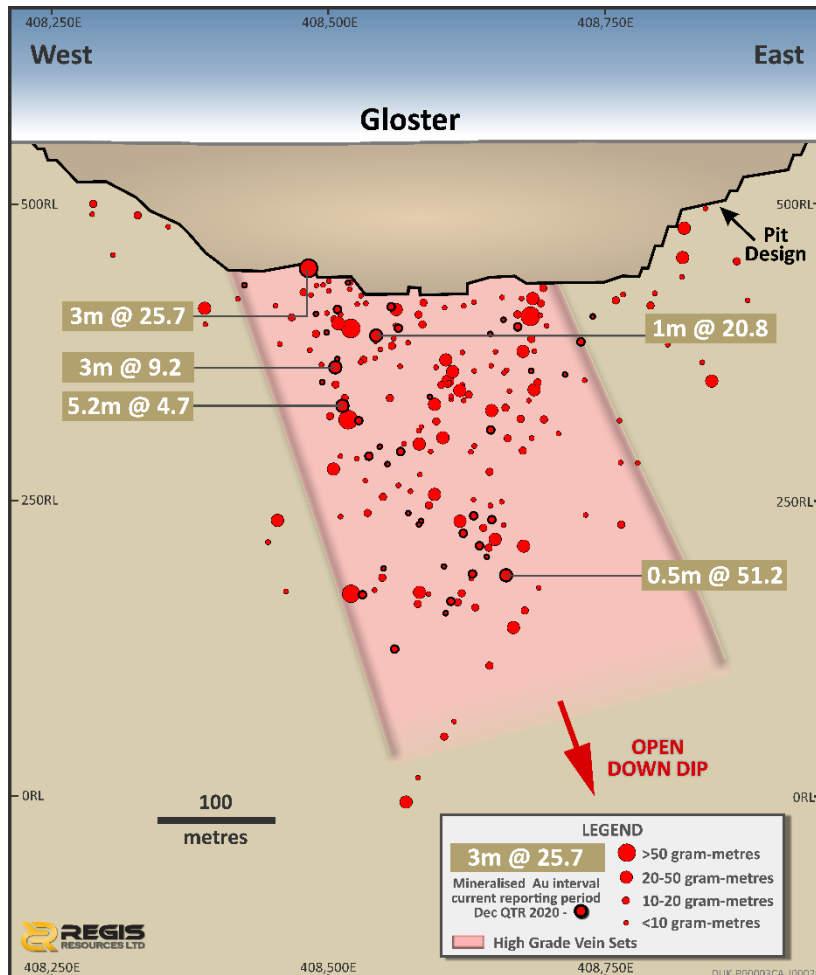 408,250E 408,500E 408,750E
West East
Gloster
500RL 500RL
Pit
Design
3m @ 25.7
1m @ 20.8
3m @ 9.2
5.2m @ 4.7
250RL 250RL
0.5m @ 51.2
OPEN
DOWN DIP
0RL 0RL
100
metres
LEGEND
3m @ 25.7
Mineralised Au interval
current reporting period
Dec QTR 2020 -
>50 gram-metres
20-50 gram-metres
10-20 gram-metres
<10 gram-metres
High Grade Vein Sets
REGIS
RESOURCES LTD
408,250E 408,500E 408,750E